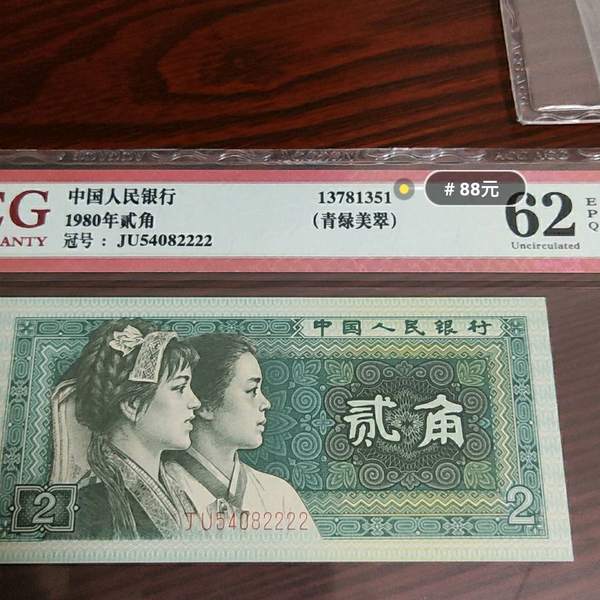 EG
RANTY
中国人民银行
1980年贰角
冠号：JU54082222
13781351
（青绿美翠）
#88元
62
Uncirculated
E
P
Q
中国人民银行
贰角
2
JU54082222
2